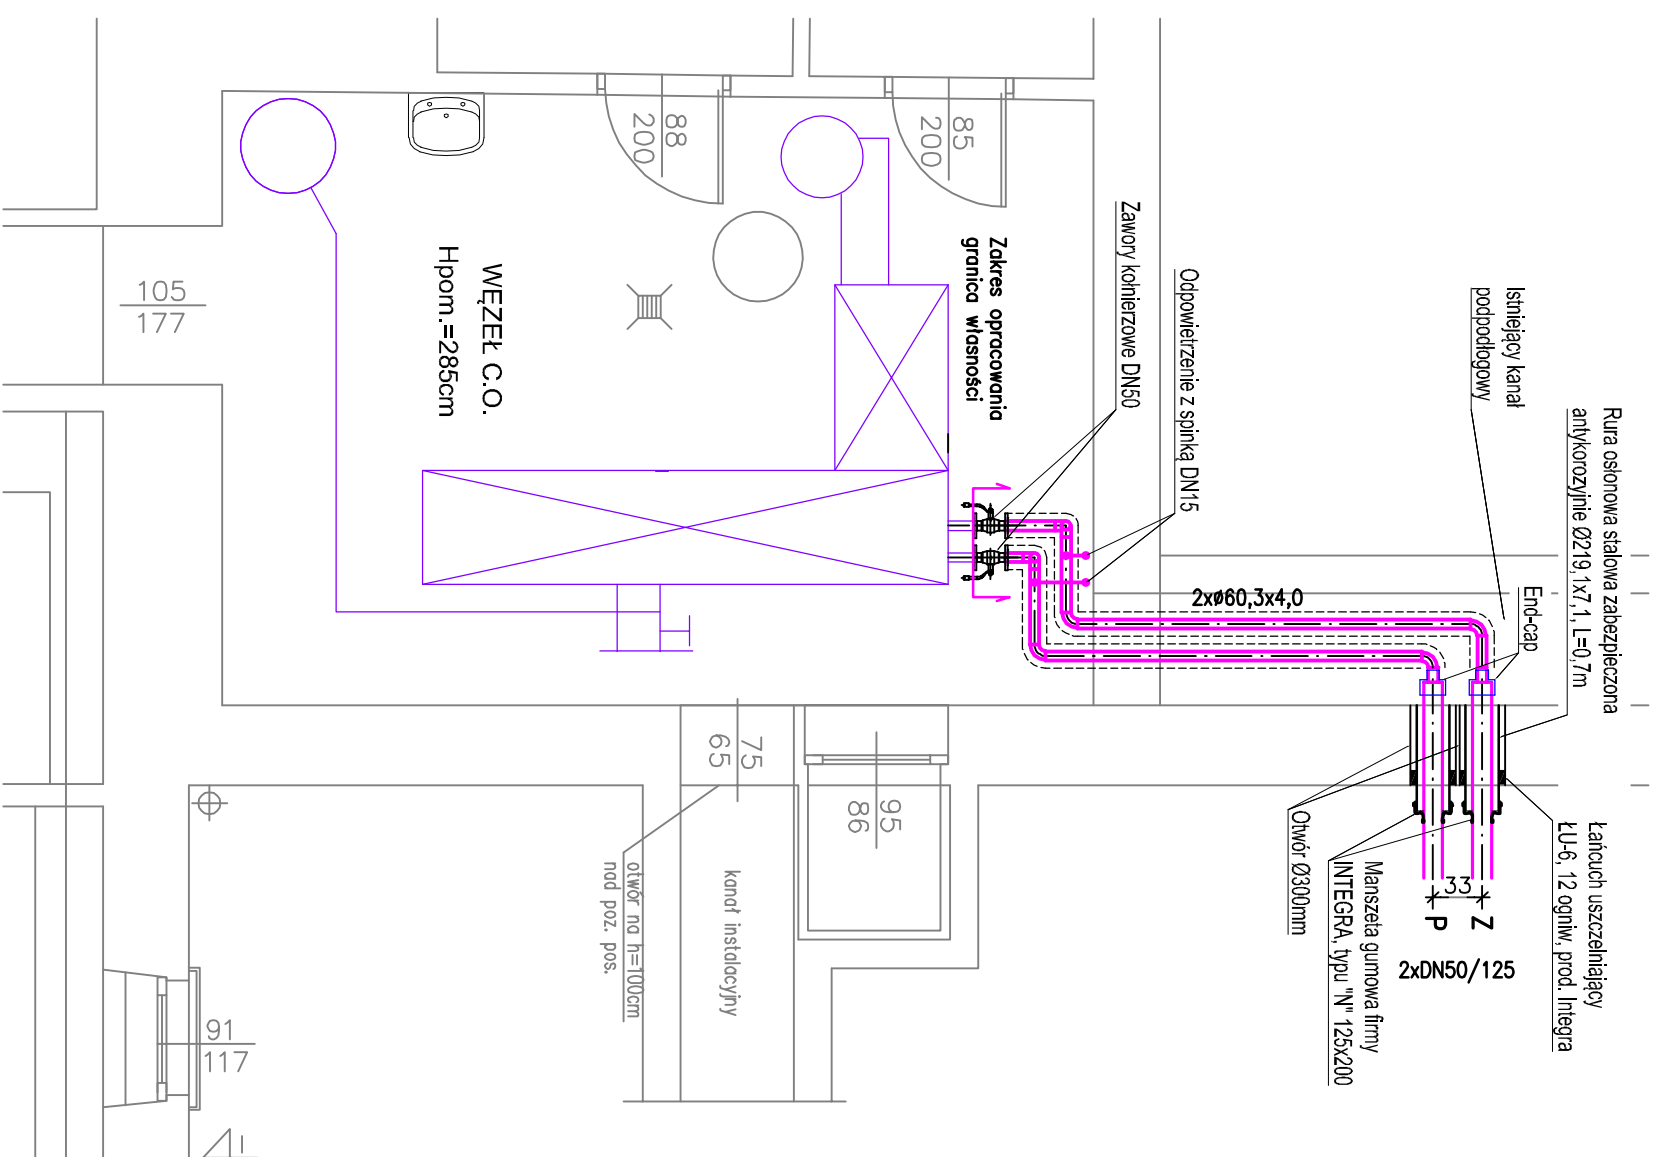 Rura osłonowa stalowa zabezpieczona
antykorozyjnie Ø219,1x7,1, L=0,7m
Istniejący kanał
podpodłogowy
End-cap
Odpowietrzenie z spinką DN15
Zawory kołnierzowe DN50
Zakres opracowania
granica własności
2xø60,3x4,0
85
200
88
200
WĘZEŁ C.O.
Hpom.=285cm
105
177
75
65
95
86
Łańcuch uszczelniający
ŁU-6, 12 ogniw, prod. Integra
33
Z
P
2xDN50/125
Manszeta gumowa firmy
INTEGRA, typu "N" 125x200
Otwór Ø300mm
kanał instalacyjny
otwór na h=100cm
nad poz. pos.
91
117